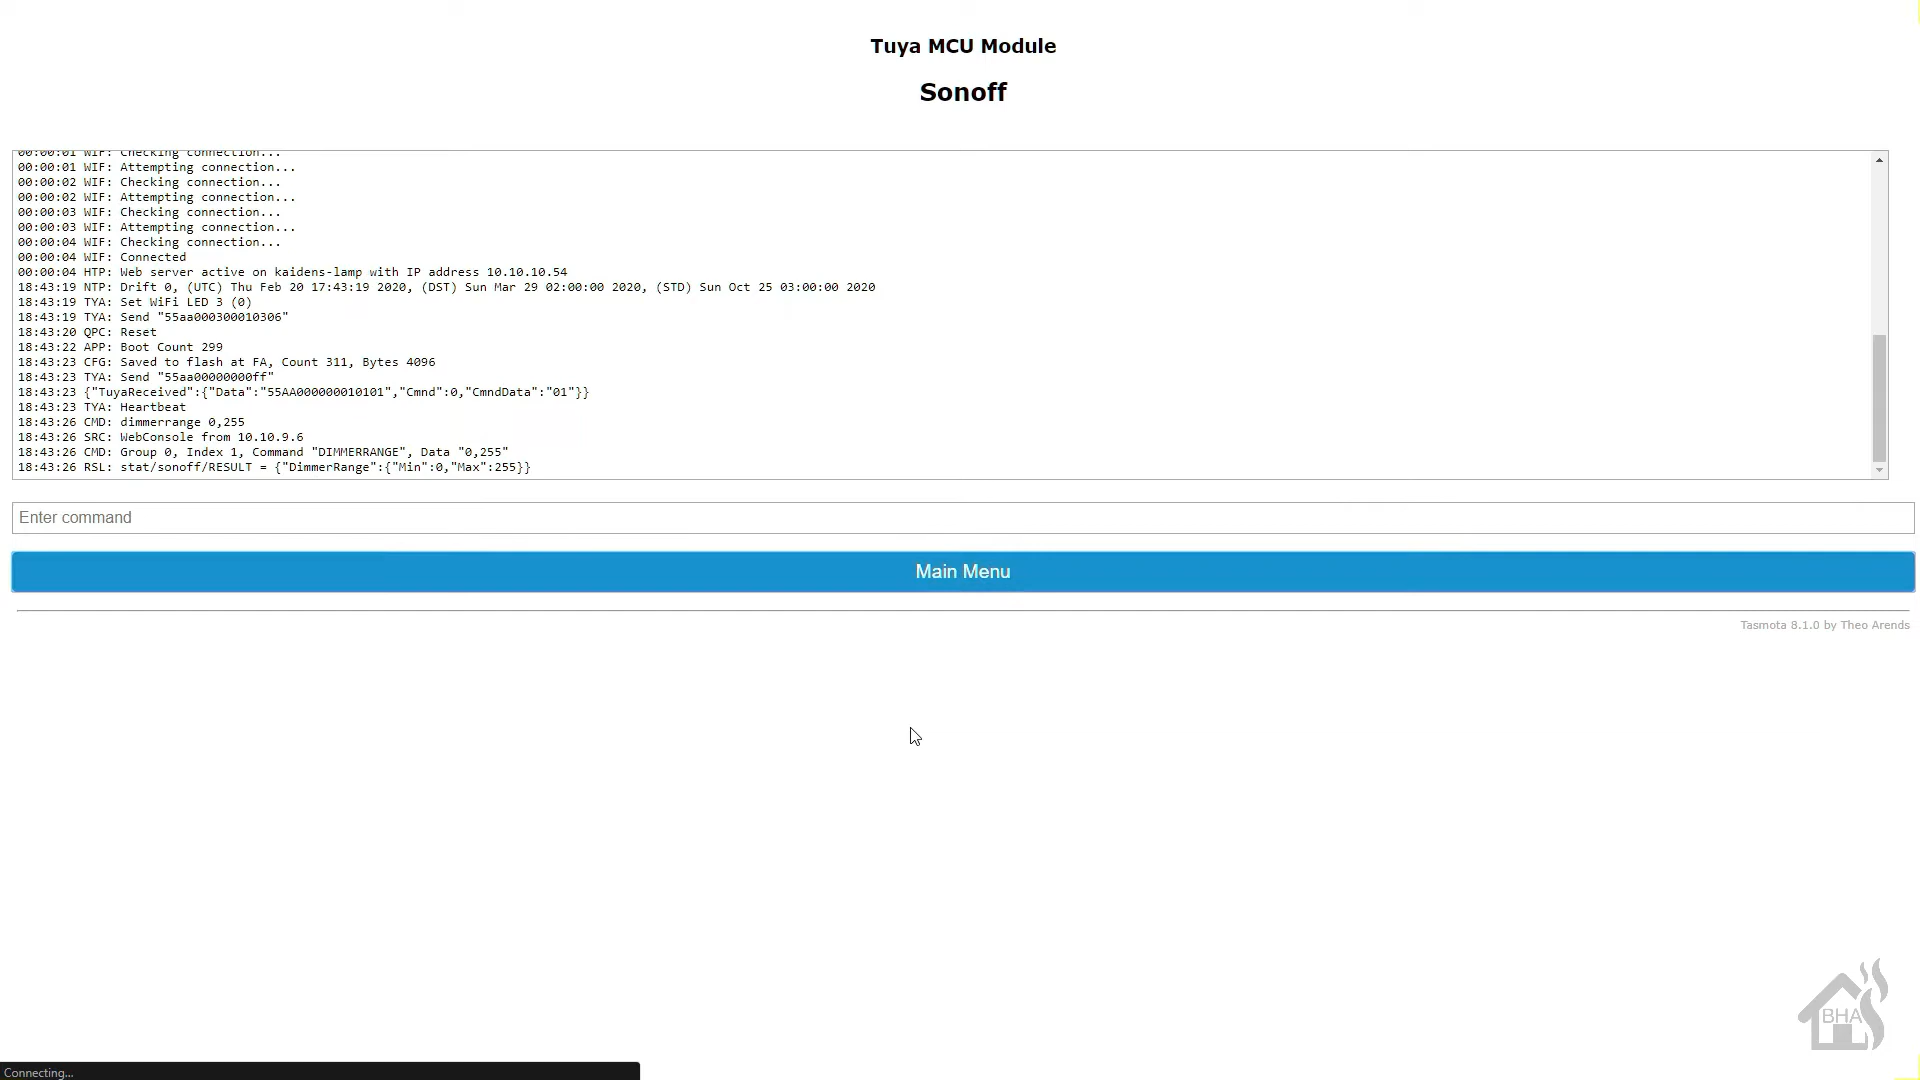 Tuya MCU Module
Sonoff
00:00:01 WIF: Checking connection...
00:00:01 WIF: Attempting connection...
00:00:02 WIF: Checking connection...
00:00:02 WIF: Attempting connection...
00:00:03 WIF: Checking connection...
00:00:03 WIF: Attempting connection...
00:00:04 WIF: Checking connection...
00:00:04 WIF: Connected
00:00:04 HTP: Web server active on kaidens-lamp with IP address 10.10.10.54
18:43:19 NTP: Drift 0, (UTC) Thu Feb 20 17:43:19 2020, (DST) Sun Mar 29 02:00:00 2020, (STD) Sun Oct 25 03:00:00 2020
18:43:19 TYA: Set WiFi LED 3 (0)
18:43:19 TYA: Send "55aa000300010306"
18:43:20 QPC: Reset
18:43:22 APP: Boot Count 299
18:43:23 CFG: Saved to flash at FA, Count 311, Bytes 4096
18:43:23 TYA: Send "55aa00000000ff"
18:43:23 {"TuyaReceived":{"Data":"55AA000000010101","Cmnd":0,"CmndData":"01"}}
18:43:23 TYA: Heartbeat
18:43:26 CMD: dimmerrange 0,255
18:43:26 SRC: WebConsole from 10.10.9.6
18:43:26 CMD: Group 0, Index 1, Command "DIMMERRANGE", Data "0,255"
18:43:26 RSL: stat/sonoff/RESULT = {"DimmerRange":{"Min":0,"Max":255}}
Enter command
Main Menu
Tasmota 8.1.0 by Theo Arends
BHA
Connecting...